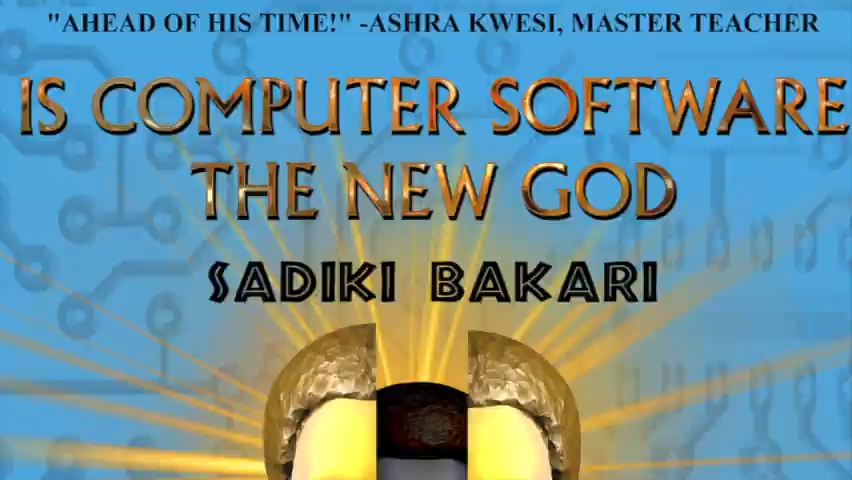 "AHEAD OF HIS TIME!" -ASHRA KWESI, MASTER TEACHER
IS COMPUTER SOFTWARE
THE NEW GOD
SADIKI BAKARI